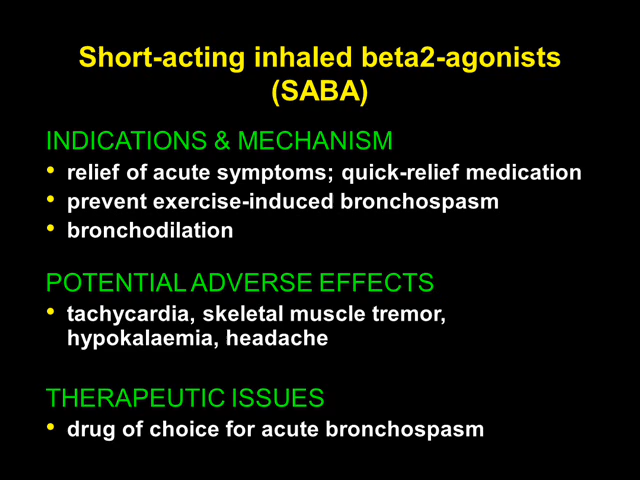 Short-acting inhaled beta2-agonists
(SABA)
INDICATIONS & MECHANISM
• relief of acute symptoms; quick-relief medication
• prevent exercise-induced bronchospasm
• bronchodilation
POTENTIAL ADVERSE EFFECTS
• tachycardia, skeletal muscle tremor,
hypokalaemia, headache
THERAPEUTIC ISSUES
• drug of choice for acute bronchospasm